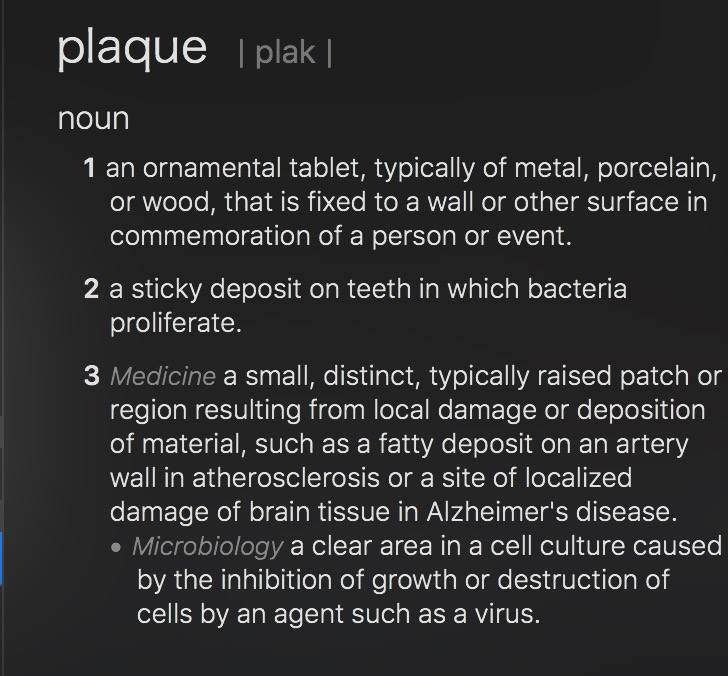 plaque | plak |
noun
1 an ornamental tablet, typically of metal, porcelain,
or wood, that is fixed to a wall or other surface in
commemoration of a person or event.
2 a sticky deposit on teeth in which bacteria
proliferate.
3 Medicine a small, distinct, typically raised patch or
region resulting from local damage or deposition
of material, such as a fatty deposit on an artery
wall in atherosclerosis or a site of localized
damage of brain tissue in Alzheimer's disease.
• Microbiology a clear area in a cell culture caused
by the inhibition of growth or destruction of
cells by an agent such as a virus.